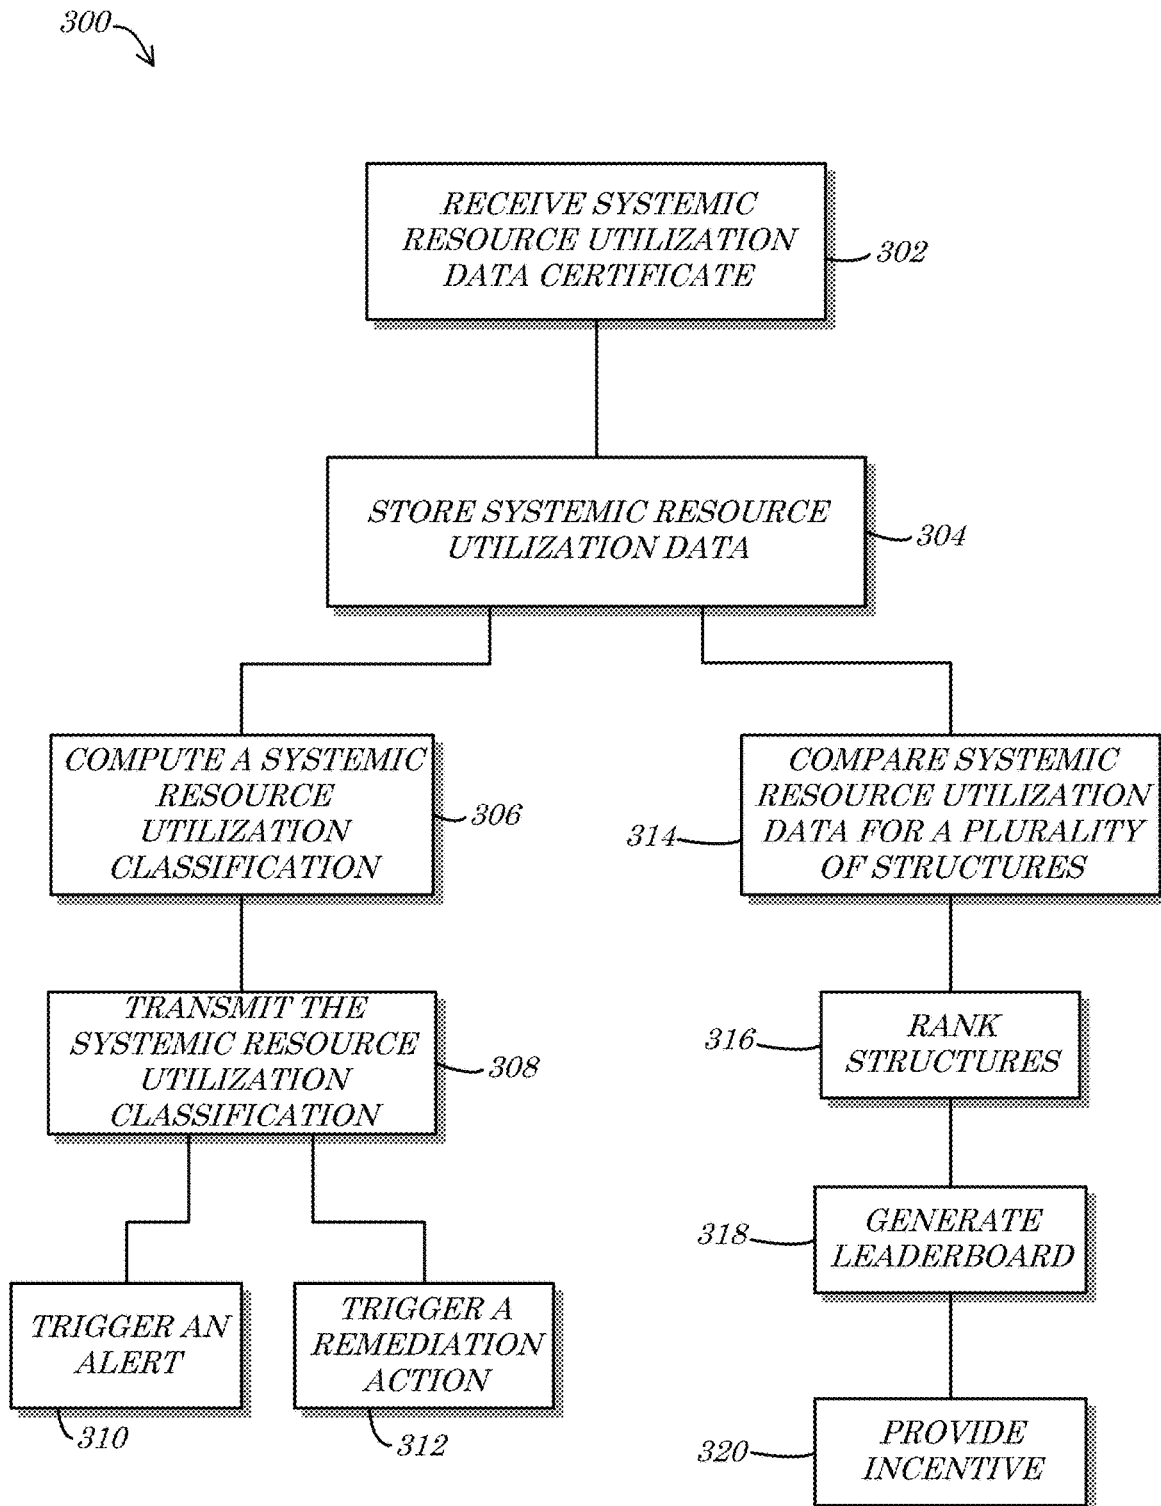 300
RECEIVE SYSTEMIC
RESOURCE UTILIZATION
DATA CERTIFICATE
302
STORE SYSTEMIC RESOURCE
UTILIZATION DATA
304
COMPUTE A SYSTEMIC
RESOURCE
UTILIZATION
CLASSIFICATION
306
COMPARE SYSTEMIC
RESOURCE UTILIZATION
DATA FOR A PLURALITY
OF STRUCTURES
314
TRANSMIT THE
SYSTEMIC RESOURCE
UTILIZATION
CLASSIFICATION
308
RANK
STRUCTURES
316
GENERATE
LEADERBOARD
318
TRIGGER AN
ALERT
310
TRIGGER A
REMEDIATION
ACTION
312
PROVIDE
INCENTIVE
320